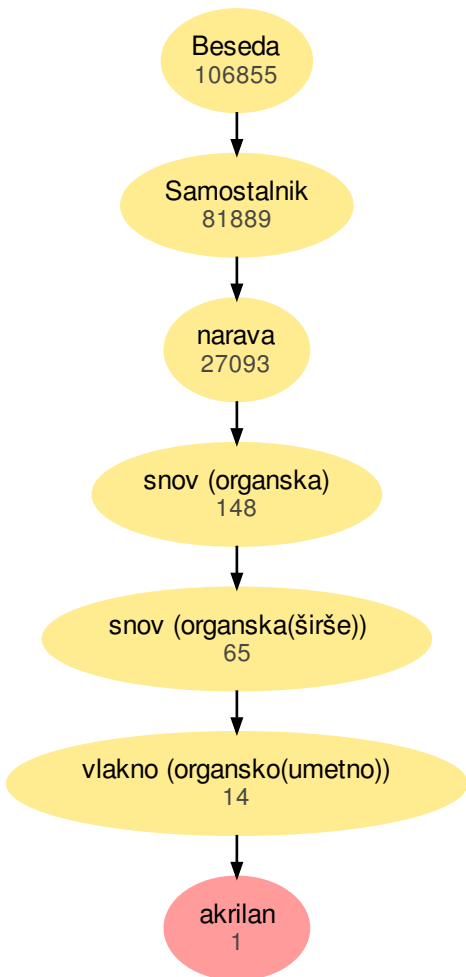 Beseda
106855
Samostalnik
81889
narava
27093
snov (organska)
148
snov (organska(širše))
65
vlakno (organsko(umetno))
14
akrilan
1